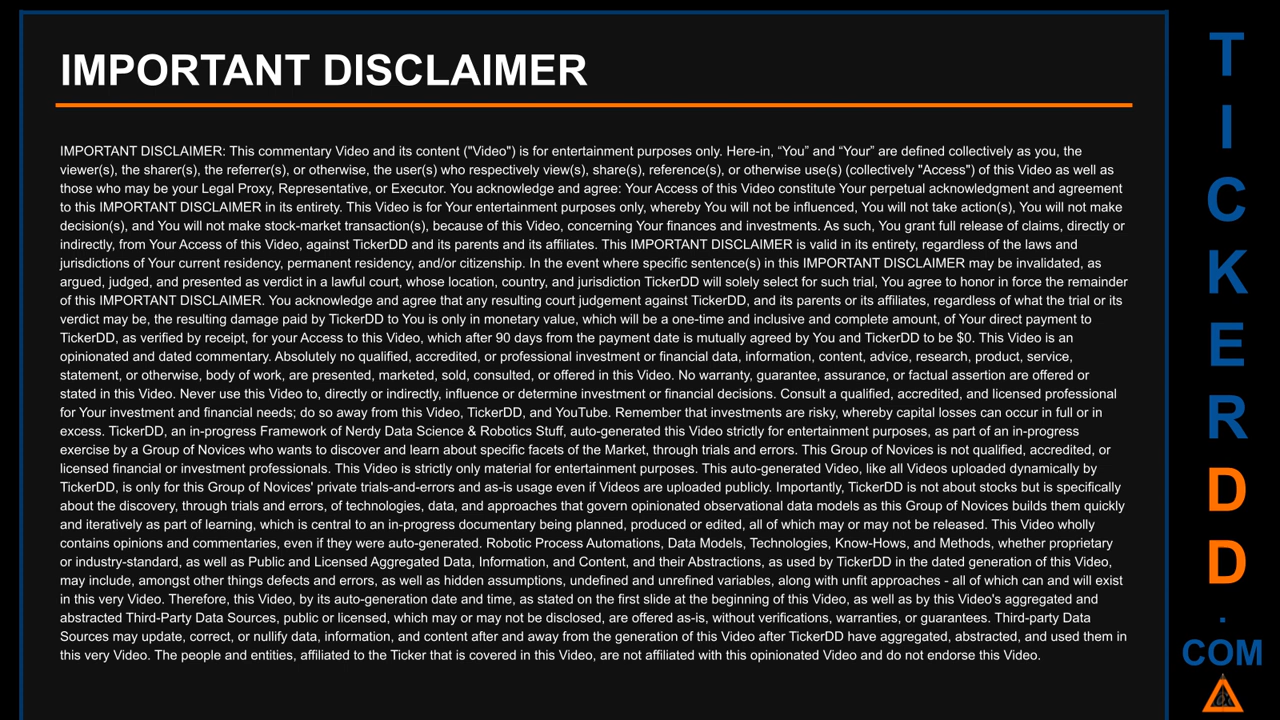 IMPORTANT DISCLAIMER
IMPORTANT DISCLAIMER: This commentary Video and its content ("Video") is for entertainment purposes only. Here-in, “You” and “Your” are defined collectively as you, the
viewer(s), the sharer(s), the referrer(s), or otherwise, the user(s) who respectively view(s), share(s), reference(s), or otherwise use(s) (collectively "Access") of this Video as well as
those who may be your Legal Proxy, Representative, or Executor. You acknowledge and agree: Your Access of this Video constitute Your perpetual acknowledgment and agreement
to this IMPORTANT DISCLAIMER in its entirety. This Video is for Your entertainment purposes only, whereby You will not be influenced, You will not take action(s), You will not make
decision(s), and You will not make stock-market transaction(s), because of this Video, concerning Your finances and investments. As such, You grant full release of claims, directly or
indirectly, from Your Access of this Video, against TickerDD and its parents and its affiliates. This IMPORTANT DISCLAIMER is valid in its entirety, regardless of the laws and
jurisdictions of Your current residency, permanent residency, and/or citizenship. In the event where specific sentence(s) in this IMPORTANT DISCLAIMER may be invalidated, as
argued, judged, and presented as verdict in a lawful court, whose location, country, and jurisdiction TickerDD will solely select for such trial, You agree to honor in force the remainder
of this IMPORTANT DISCLAIMER. You acknowledge and agree that any resulting court judgement against TickerDD, and its parents or its affiliates, regardless of what the trial or its
verdict may be, the resulting damage paid by TickerDD to You is only in monetary value, which will be a one-time and inclusive and complete amount, of Your direct payment to
TickerDD, as verified by receipt, for your Access to this Video, which after 90 days from the payment date is mutually agreed by You and TickerDD to be $0. This Video is an
opinionated and dated commentary. Absolutely no qualified, accredited, or professional investment or financial data, information, content, advice, research, product, service,
statement, or otherwise, body of work, are presented, marketed, sold, consulted, or offered in this Video. No warranty, guarantee, assurance, or factual assertion are offered or
stated in this Video. Never use this Video to, directly or indirectly, influence or determine investment or financial decisions. Consult a qualified, accredited, and licensed professional
for Your investment and financial needs; do so away from this Video, TickerDD, and YouTube. Remember that investments are risky, whereby capital losses can occur in full or in
excess. TickerDD, an in-progress Framework of Nerdy Data Science & Robotics Stuff, auto-generated this Video strictly for entertainment purposes, as part of an in-progress
exercise by a Group of Novices who wants to discover and learn about specific facets of the Market, through trials and errors. This Group of Novices is not qualified, accredited, or
licensed financial or investment professionals. This Video is strictly only material for entertainment purposes. This auto-generated Video, like all Videos uploaded dynamically by
TickerDD, is only for this Group of Novices' private trials-and-errors and as-is usage even if Videos are uploaded publicly. Importantly, TickerDD is not about stocks but is specifically
about the discovery, through trials and errors, of technologies, data, and approaches that govern opinionated observational data models as this Group of Novices builds them quickly
and iteratively as part of learning, which is central to an in-progress documentary being planned, produced or edited, all of which may or may not be released. This Video wholly
contains opinions and commentaries, even if they were auto-generated. Robotic Process Automations, Data Models, Technologies, Know-Hows, and Methods, whether proprietary
or industry-standard, as well as Public and Licensed Aggregated Data, Information, and Content, and their Abstractions, as used by TickerDD in the dated generation of this Video,
may include, amongst other things defects and errors, as well as hidden assumptions, undefined and unrefined variables, along with unfit approaches - all of which can and will exist
in this very Video. Therefore, this Video, by its auto-generation date and time, as stated on the first slide at the beginning of this Video, as well as by this Video's aggregated and
abstracted Third-Party Data Sources, public or licensed, which may or may not be disclosed, are offered as-is, without verifications, warranties, or guarantees. Third-party Data
Sources may update, correct, or nullify data, information, and content after and away from the generation of this Video after TickerDD have aggregated, abstracted, and used them in
this very Video. The people and entities, affiliated to the Ticker that is covered in this Video, are not affiliated with this opinionated Video and do not endorse this Video.
T
I
C
K
E
R
D
D
.
COM